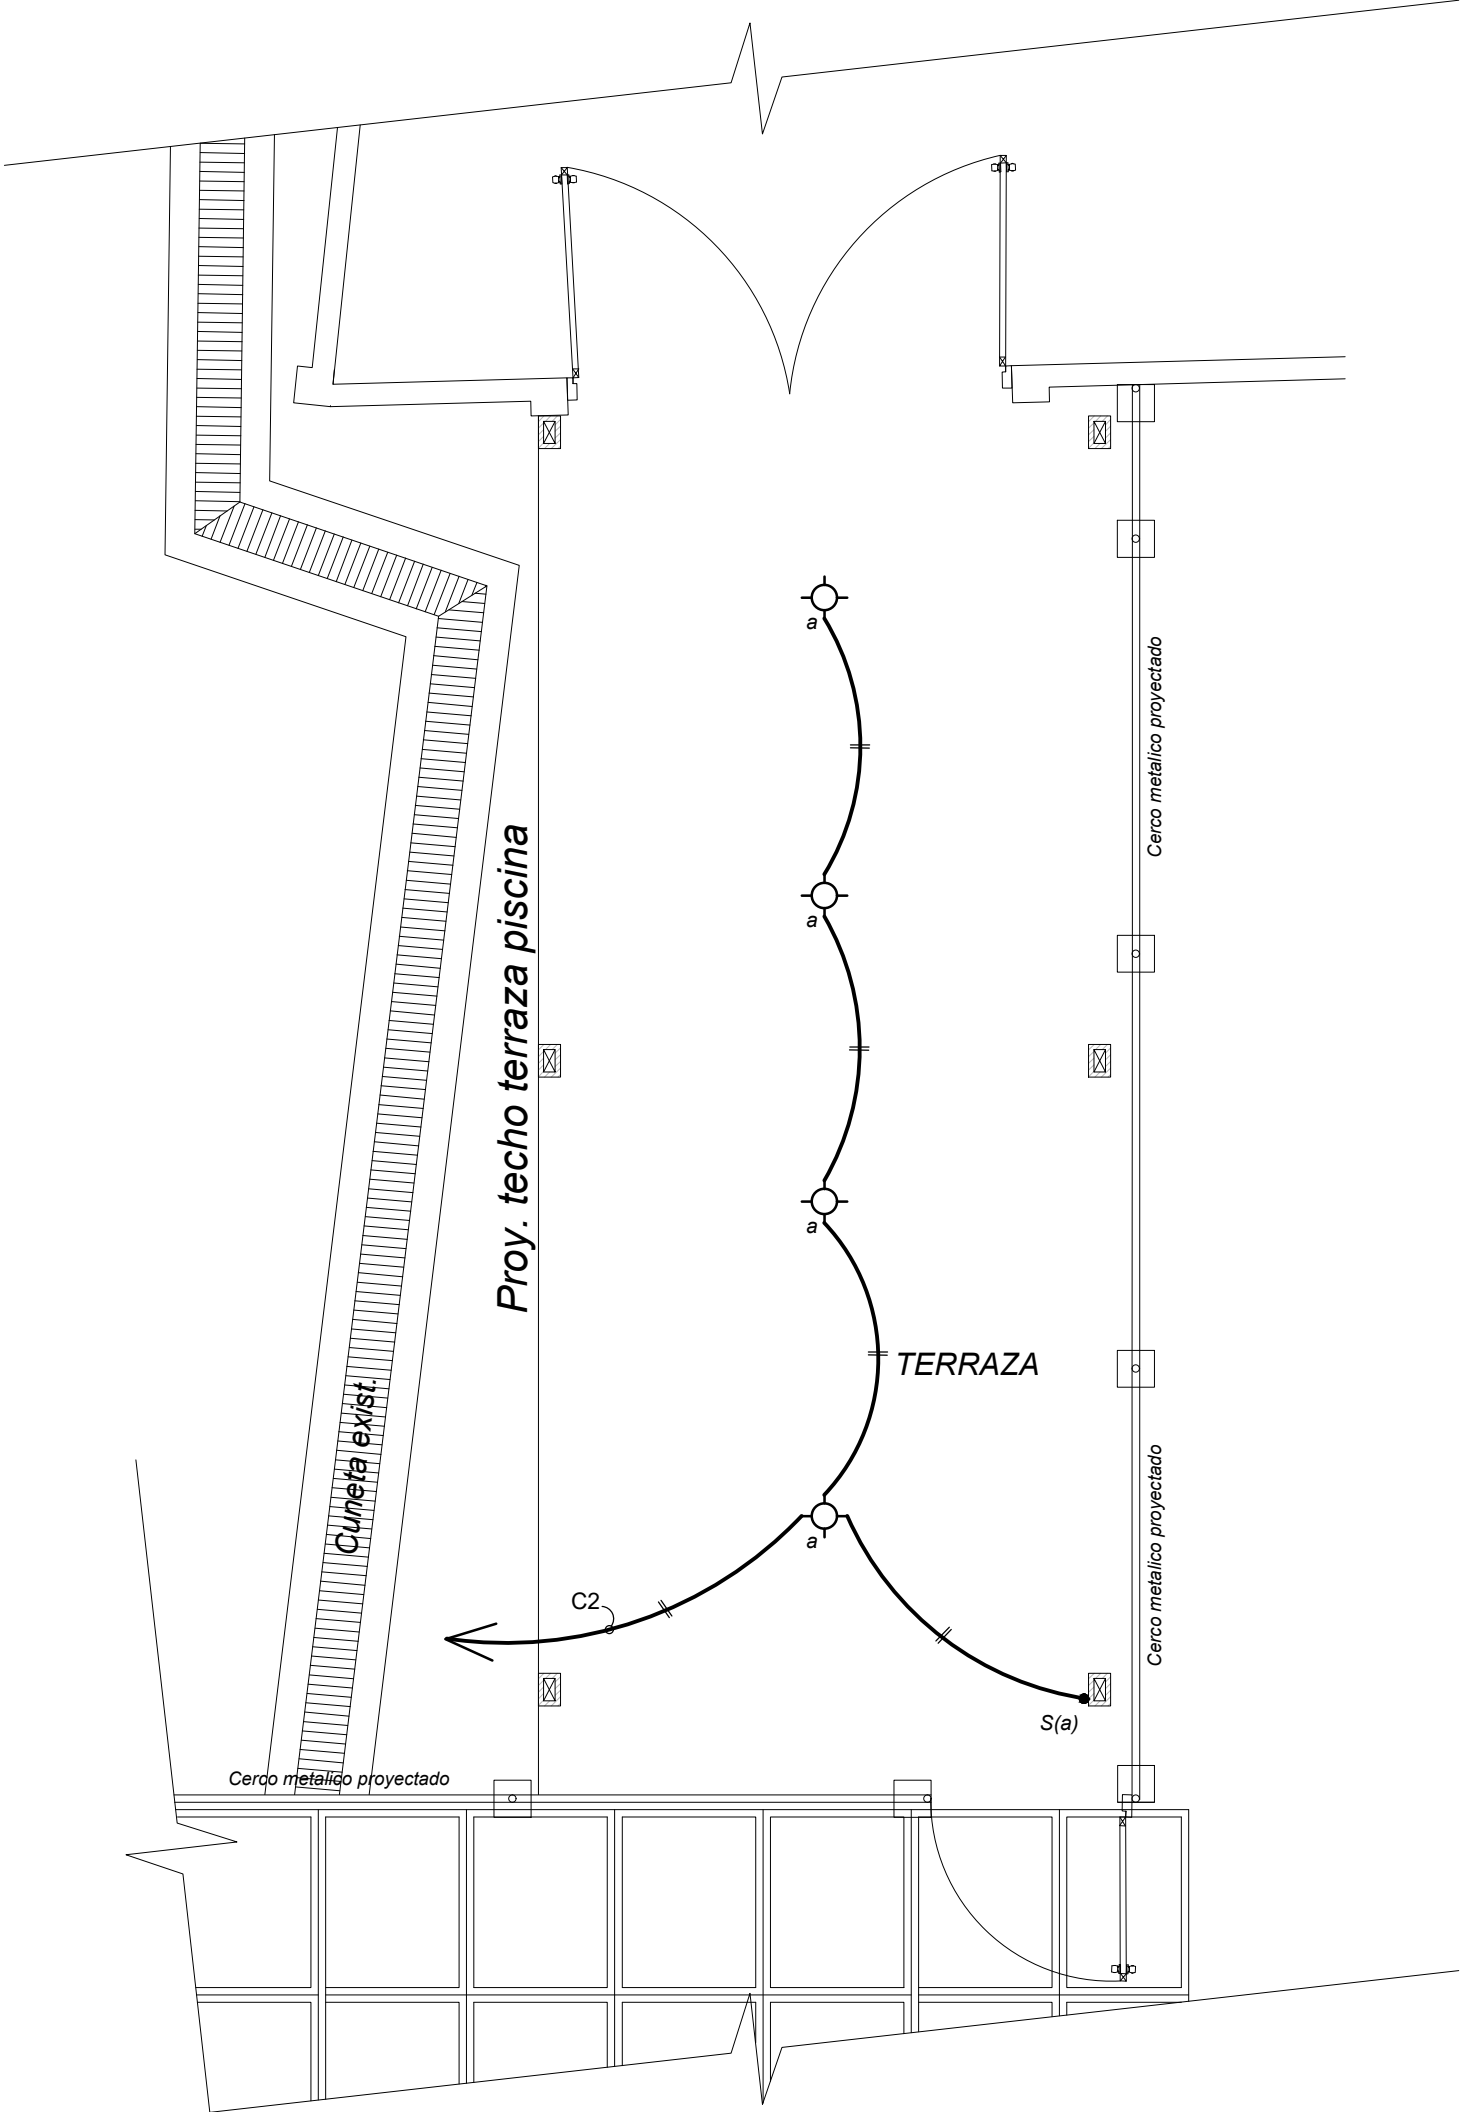 a
Cerco metalico proyectado
Proy. techo terraza piscina
a
a
TERRAZA
Cuneta exist.
Cerco metalico proyectado
a
C2
S(a)
Cerco metalico proyectado